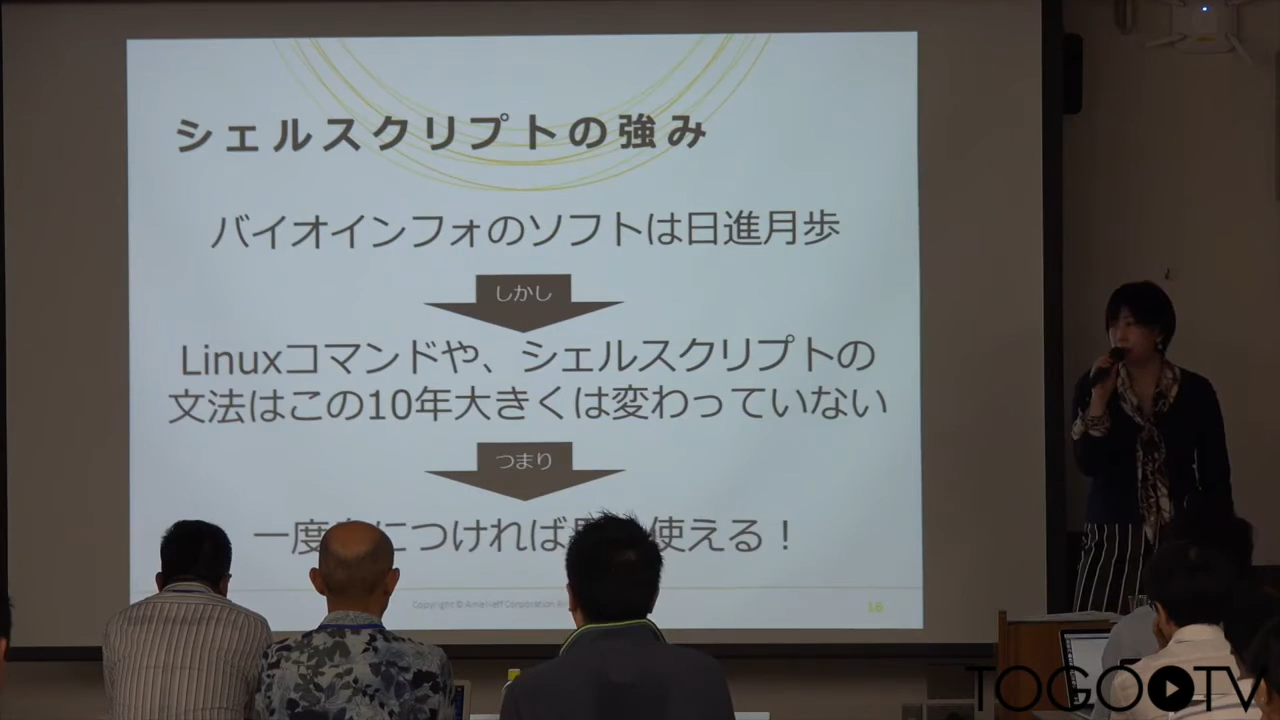 シェルスクリプトの強み
バイオインフォのソフトは日進月歩
しかし
Linuxコマンドや、シェルスクリプトの
文法はこの10年大きくは変わっていない
つまり
一度 につければ 使える！
Copyright © Amelieff Corporation
16
TOGOTV